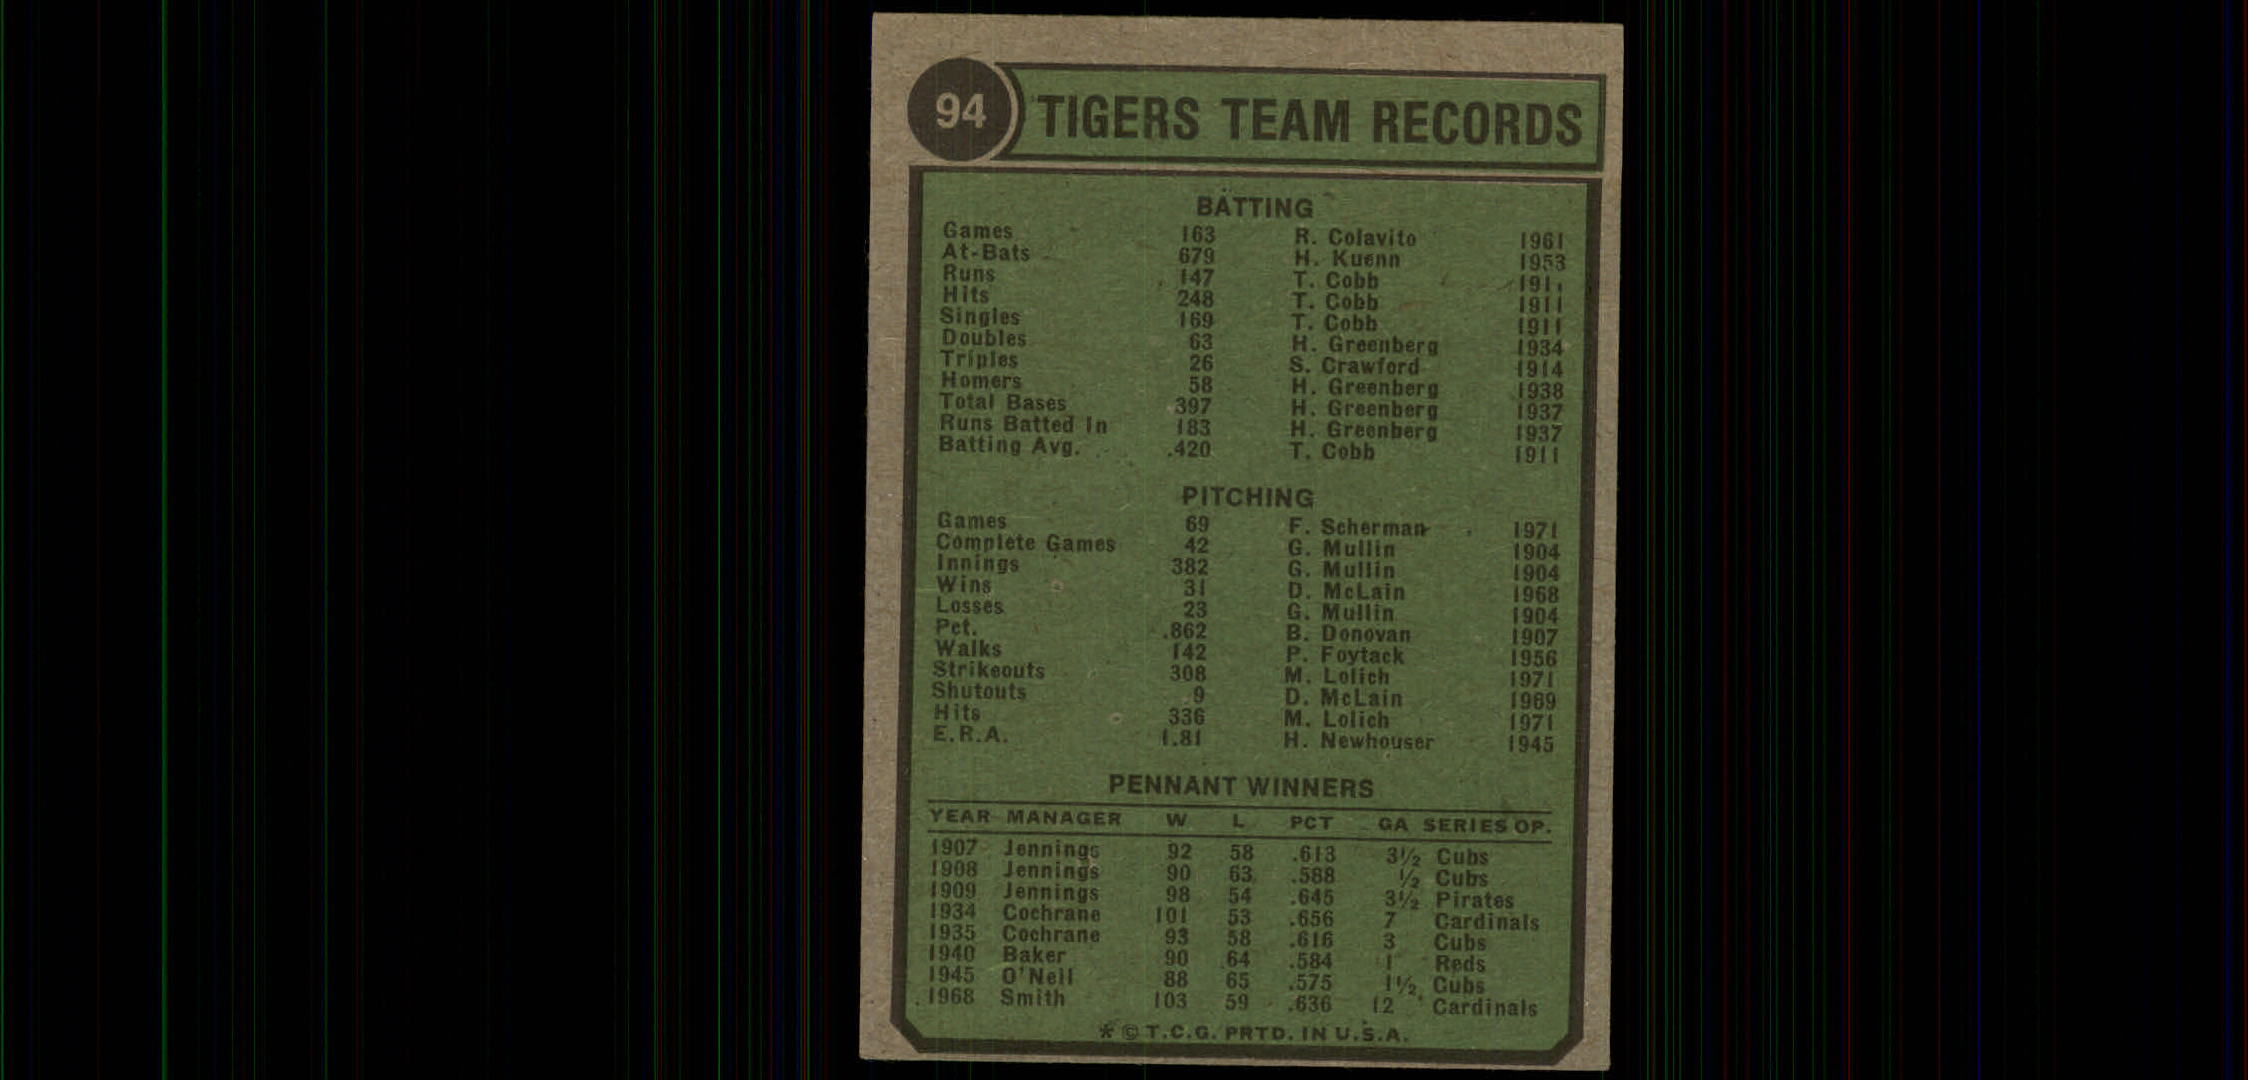 94 TIGERS TEAM RECORDS
BATTING
Games 163 R. Colavito 1961
At-Bats 679 H. Kuenn 1953
Runs 147 T. Cobb 1911
Hits 248 T. Cobb 1911
Singles 169 T. Cobb 1911
Doubles 63 H. Greenberg 1934
Triples 26 S. Crawford 1914
Homers 58 H. Greenberg 1938
Total Bases 397 H. Greenberg 1937
Runs Batted In 183 H. Greenberg 1937
Batting Avg. .420 T. Cobb 1911
PITCHING
Games 69 F. Scherman 1971
Complete Games 42 G. Mullin 1904
Innings 382 G. Mullin 1904
Wins 31 D. McLain 1968
Losses 23 G. Mullin 1904
Pct. .862 B. Donovan 1907
Walks 142 P. Foytack 1956
Strikeouts 308 M. Lolich 1971
Shutouts 9 D. McLain 1969
Hits 336 M. Lolich 1971
E.R.A. 1.81 H. Newhouser 1945
PENNANT WINNERS
YEAR MANAGER W L PCT GA SERIES OP.
1907 Jennings 92 58 .613 3½ Cubs
1908 Jennings 90 63 .588 ½ Cubs
1909 Jennings 98 54 .645 3½ Pirates
1934 Cochrane 101 53 .656 7 Cardinals
1935 Cochrane 93 58 .616 3 Cubs
1940 Baker 90 64 .584 1 Reds
1945 O'Neil 88 65 .575 1½ Cubs
1968 Smith 103 59 .636 12 Cardinals
* © T.C.G. PRTD. IN U.S.A.